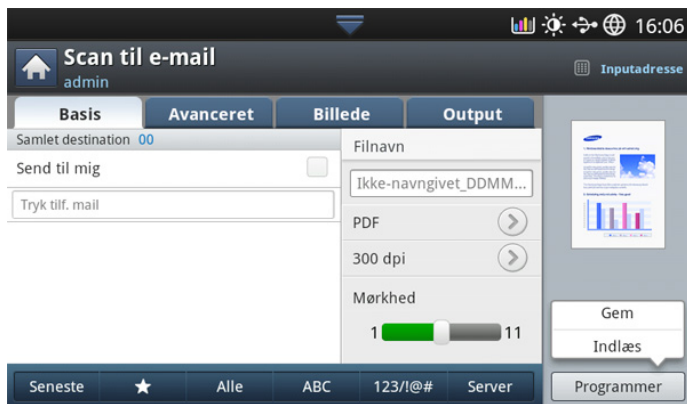 16:06
Scan til e-mail
admin
Inputadresse
Basis
Avanceret
Billede
Output
Samlet destination 00
Send til mig
Tryk tilf. mail
Filnavn
Ikke-navngivet_DDMM...
PDF
300 dpi
Mørkhed
1
11
Gem
Indlæs
Seneste
Alle
ABC
123/!@#
Server
Programmer